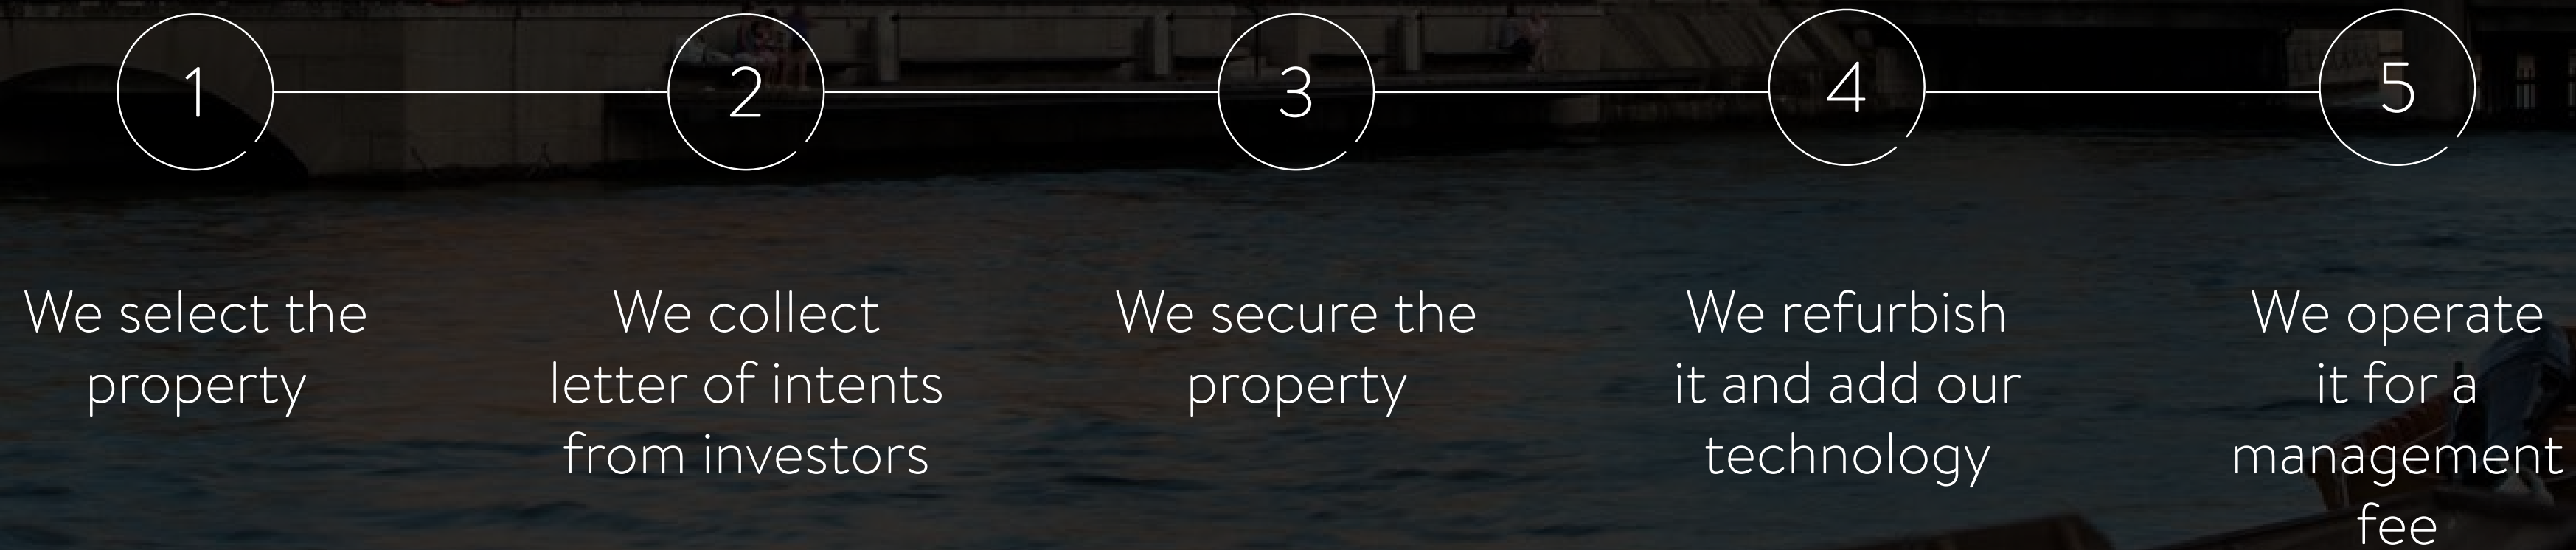 1
2
3
4
5
We select the
property
We collect
letter of intents
from investors
We secure the
property
We refurbish
it and add our
technology
We operate
it for a
management
fee